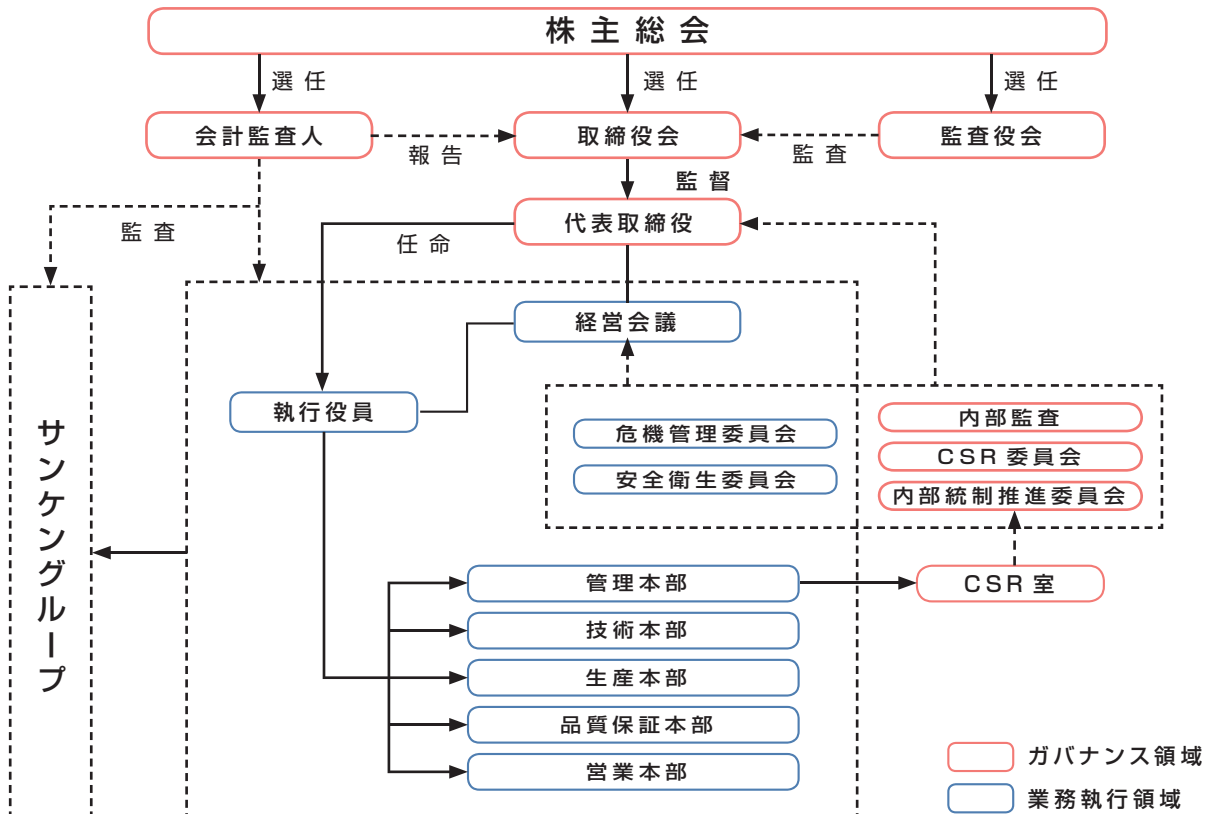 株主総会
選任
選任
選任
会計監査人
報告
取締役会
監査
監査役会
監督
監査
任命
代表取締役
経営会議
執行役員
危機管理委員会
安全衛生委員会
内部監査
CSR 委員会
内部統制推進委員会
サンケングループ
管理本部
CSR 室
技術本部
生産本部
品質保証本部
営業本部
ガバナンス領域
業務執行領域